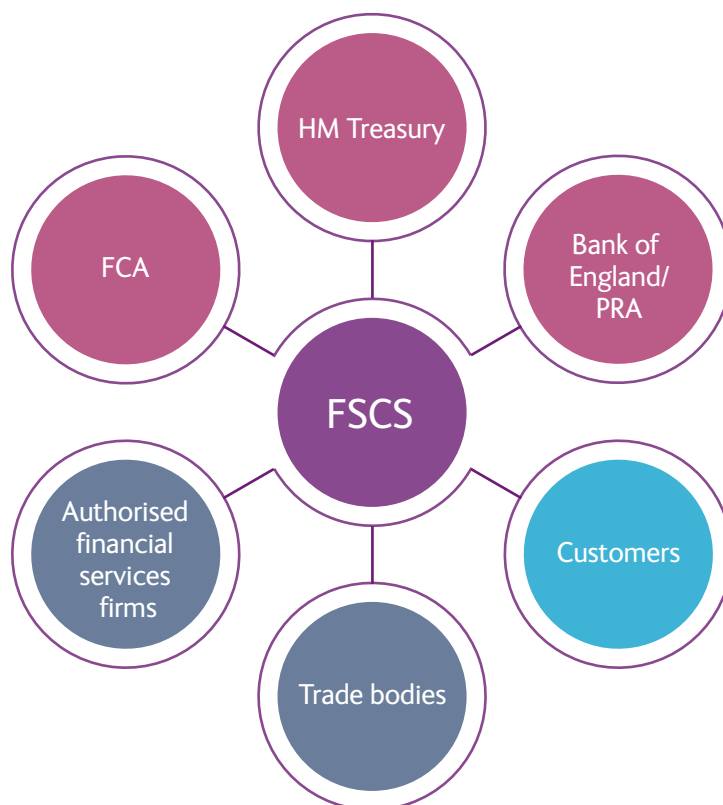 HM Treasury
FCA
Bank of
England/
PRA
FSCS
Authorised
financial
services
firms
Customers
Trade bodies